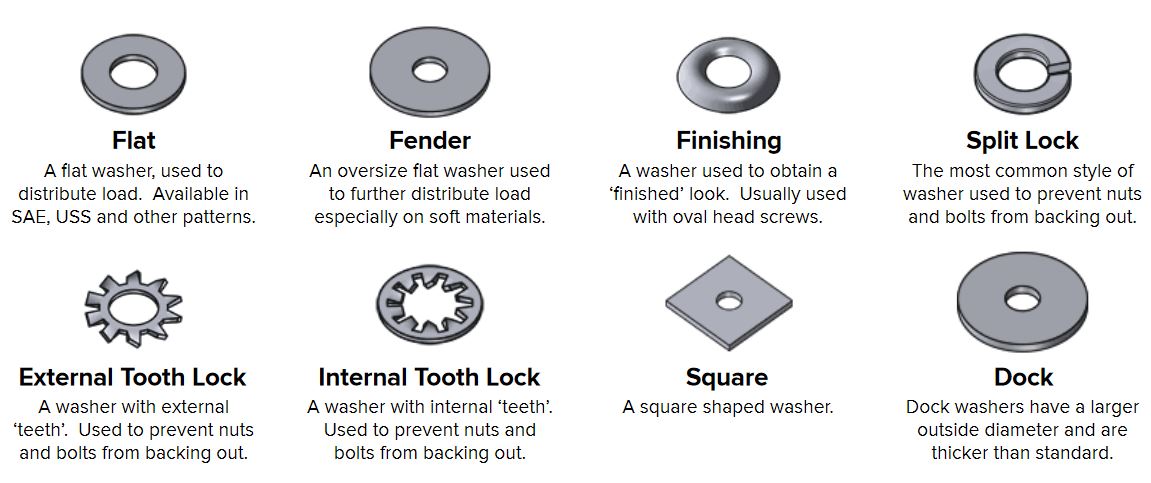 Flat
A flat washer, used to
distribute load.  Available in
SAE, USS and other patterns.
Fender
An oversize flat washer used
to further distribute load
especially on soft materials.
Finishing
A washer used to obtain a
‘finished’ look.  Usually used
with oval head screws.
Split Lock
The most common style of
washer used to prevent nuts
and bolts from backing out.
External Tooth Lock
A washer with external
‘teeth’.  Used to prevent nuts
and bolts from backing out.
Internal Tooth Lock
A washer with internal ‘teeth’.
Used to prevent nuts and
bolts from backing out.
Square
A square shaped washer.
Dock
Dock washers have a larger
outside diameter and are
thicker than standard.